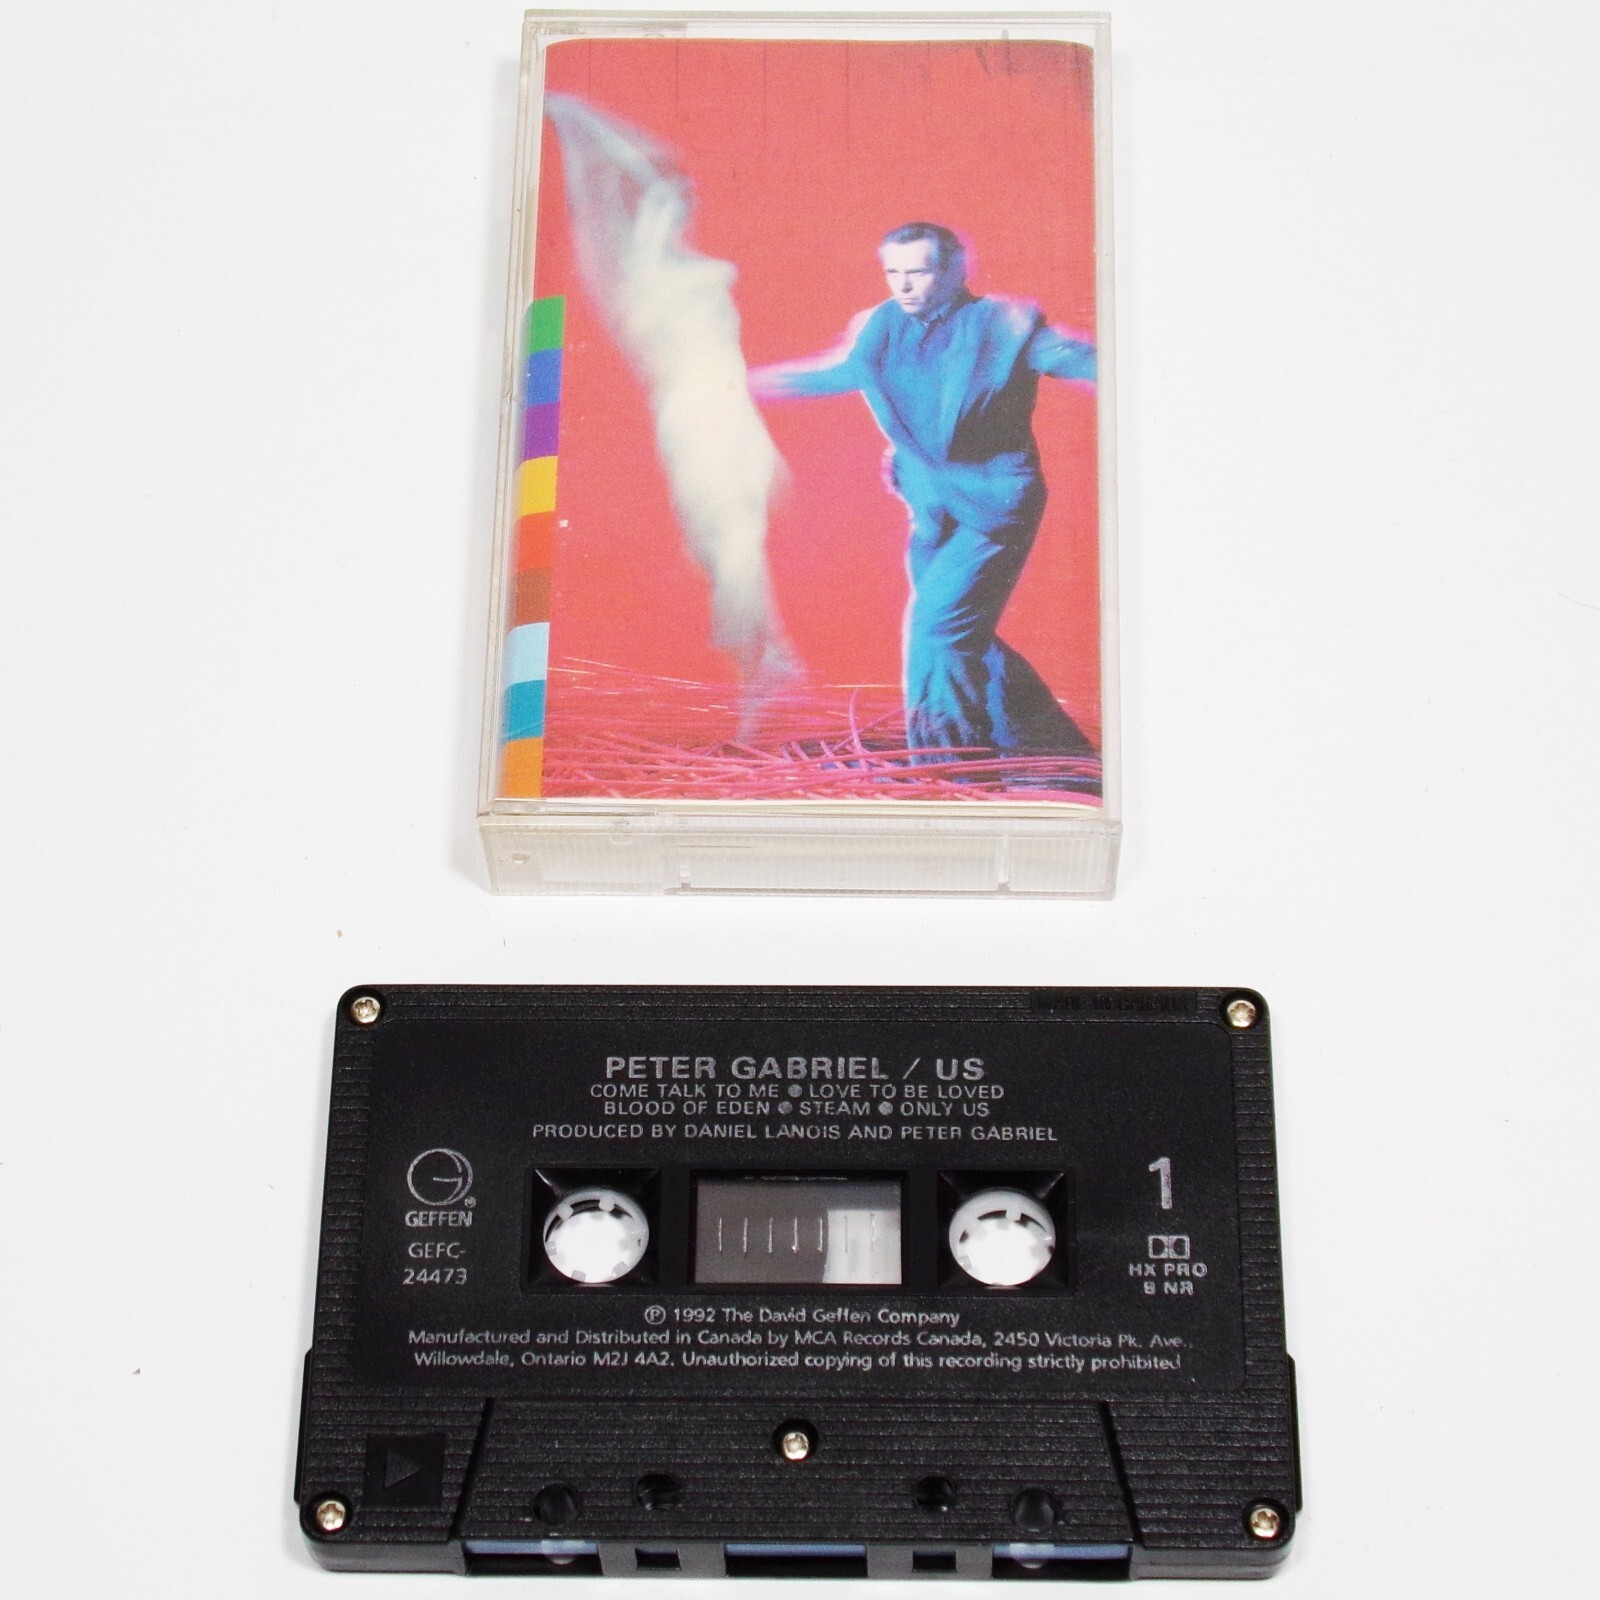 PETER GABRIEL / US
COME TALK TO ME ● LOVE TO BE LOVED
BLOOD OF EDEN ● STEAM ● ONLY US
PRODUCED BY DANIEL LANOIS AND PETER GABRIEL
GEFFEN
GEFC-
24473
1
HX PRO
B NR
℗ 1992 The David Geffen Company
Manufactured and Distributed in Canada by MCA Records Canada, 2450 Victoria Pk. Ave.,
Willowdale, Ontario M2J 4A2. Unauthorized copying of this recording strictly prohibited